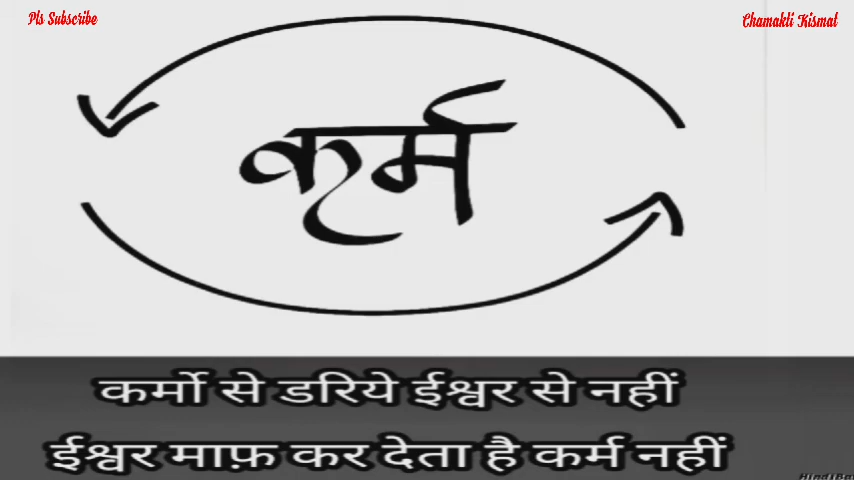 Pls Subscribe
Chamakli Kismat
कर्म
कर्मो से डरिये ईश्वर से नहीं
ईश्वर माफ़ कर देता है कर्म नहीं